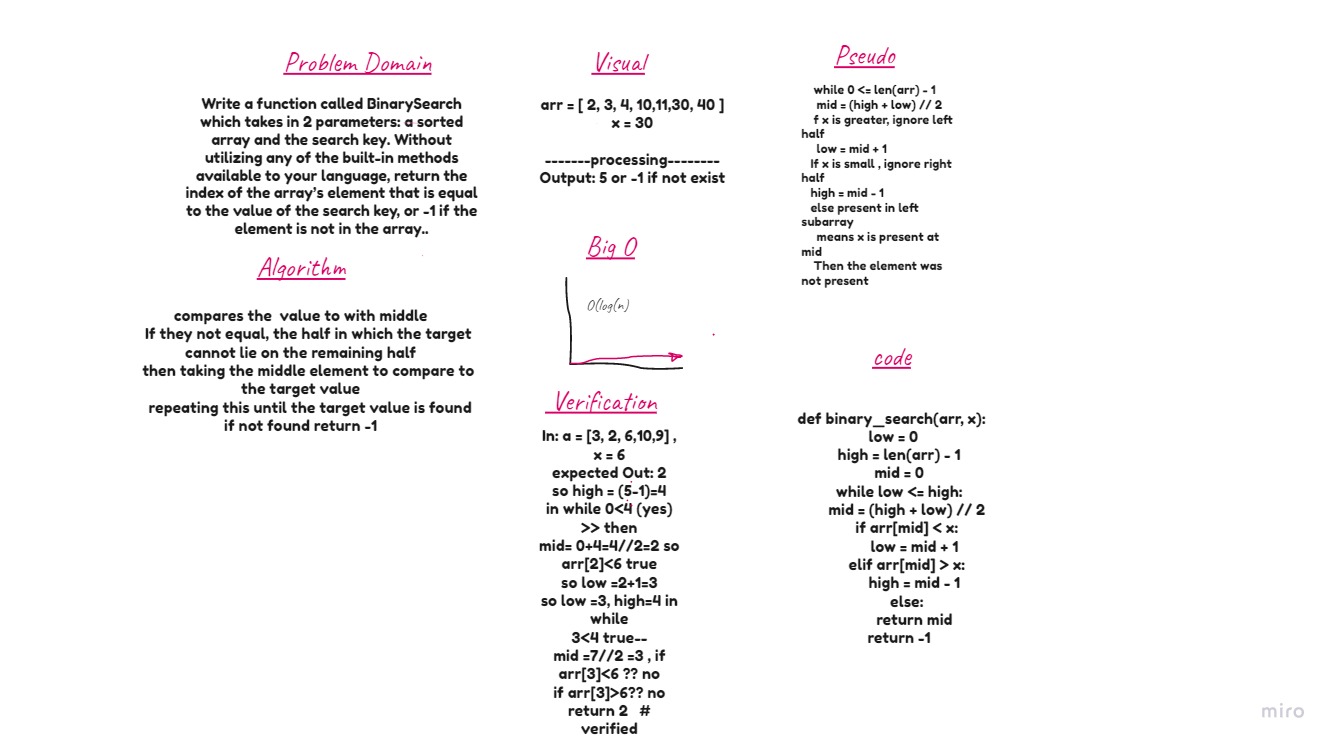 Problem Domain
Write a function called BinarySearch
which takes in 2 parameters: a sorted
array and the search key. Without
utilizing any of the built-in methods
available to your language, return the
index of the array's element that is equal
to the value of the search key, or -1 if the
element is not in the array..
Algorithm
compares the value to with middle
If they not equal, the half in which the target
cannot lie on the remaining half
then taking the middle element to compare to
the target value
repeating this until the target value is found
if not found return -1
Visual
arr = [ 2, 3, 4, 10,11,30, 40 ]
x = 30
-------processing--------
Output: 5 or -1 if not exist
Big O
O(log(n)
Verification
In: a = [3, 2, 6,10,9] ,
x = 6
expected Out: 2
so high = (5-1)=4
in while 0<4 (yes)
>> then
mid= 0+4=4//2=2 so
arr[2]<6 true
so low =2+1=3
so low =3, high=4 in
while
3<4 true--
mid =7//2 =3 , if
arr[3]<6 ?? no
if arr[3]>6?? no
return 2 #
verified
Pseudo
while 0 <= len(arr) - 1
mid = (high + low) // 2
f x is greater, ignore left
half
low = mid + 1
If x is small , ignore right
half
high = mid - 1
else present in left
subarray
means x is present at
mid
Then the element was
not present
code
def binary__search(arr, x):
low = 0
high = len(arr) - 1
mid = 0
while low <= high:
mid = (high + low) // 2
if arr[mid] < x:
low = mid + 1
elif arr[mid] > x:
high = mid - 1
else:
return mid
return -1
miro